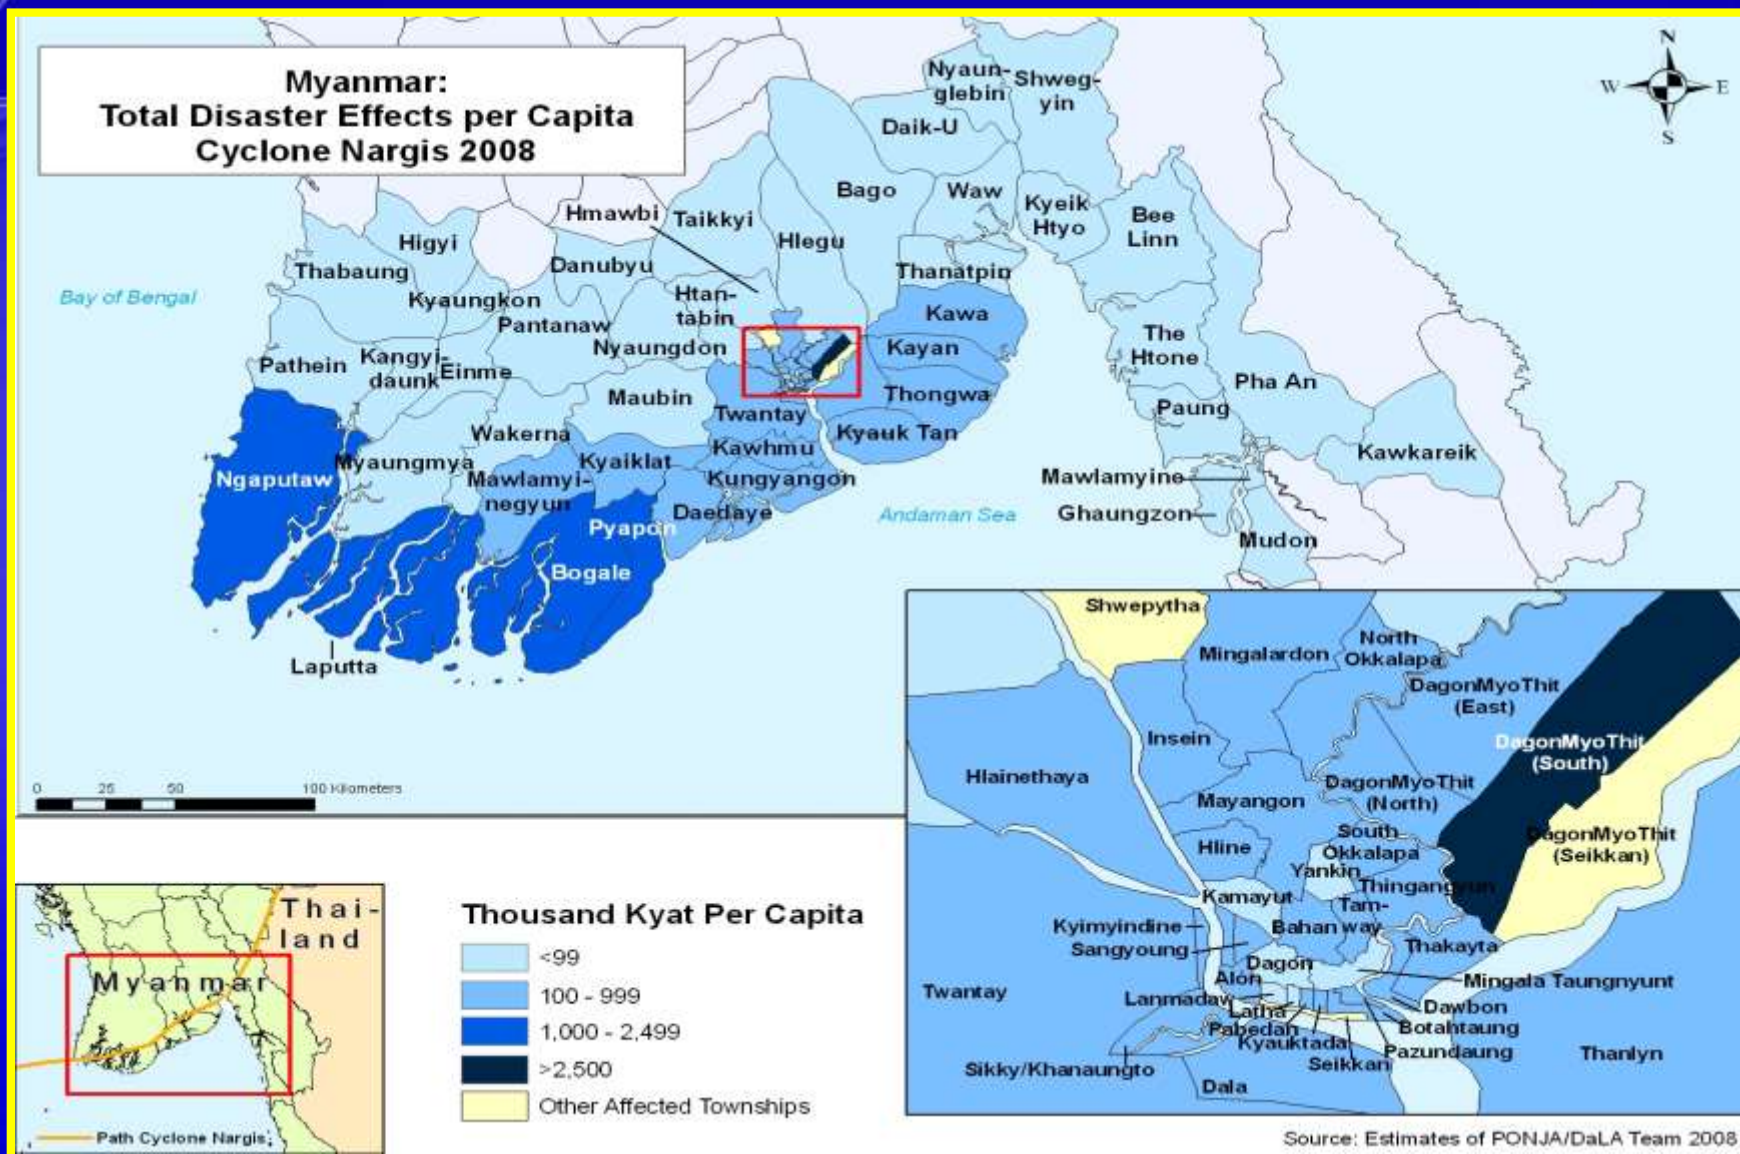 Myanmar:
Total Disaster Effects per Capita
Cyclone Nargis 2008
N
W
E
S
Nyaun-
glebin
Shweg-
yin
Daik-U
Bago
Waw
Kyeik
Htyo
Bee
Linn
Hmawbi
Taikkyi
Hlegu
Higyi
Danubyu
Thabaung
Thanatpin
Bay of Bengal
Kyaungkon
Htan-
tabin
Kawa
Pantanaw
The
Htone
Nyaungdon
Kayan
Pathein
Kangyi-
daunk
Einme
Pha An
Maubin
Thongwa
Twantay
Paung
Wakerna
Kyauk Tan
Kawhmu
Kawkareik
Myaungmya
Kyaiklat
Ngaputaw
Mawlamyi-
negyun
Kungyangon
Mawlamyine
Daedaye
Andaman Sea
Ghaungzon
Pyapon
Mudon
Bogale
Laputta
0 25 50 100 Kilometers
Shwepytha
Mingalardon
North
Okkalapa
DagonMyoThit
(East)
Insein
DagonMyoThit
(South)
Hlainethaya
DagonMyoThit
(North)
Mayangon
South
Okkalapa
DagonMyoThit
(Seikkan)
Hline
Yankin
Thingangyun
Kamayut
Tam-
way
Kyimyindine
Bahan
Sangyoung
Thakayta
Dagon
Alon
Mingala Taungnyunt
Twantay
Lanmadaw
Latha
Dawbon
Pabedah
Botahtaung
Kyauktada
Pazundaung
Thanlyn
Seikkan
Sikky/Khanaungto
Dala
Thai-
land
Myanmar
Path Cyclone Nargis
Thousand Kyat Per Capita
<99
100 - 999
1,000 - 2,499
>2,500
Other Affected Townships
Source: Estimates of PONJA/DaLA Team 2008